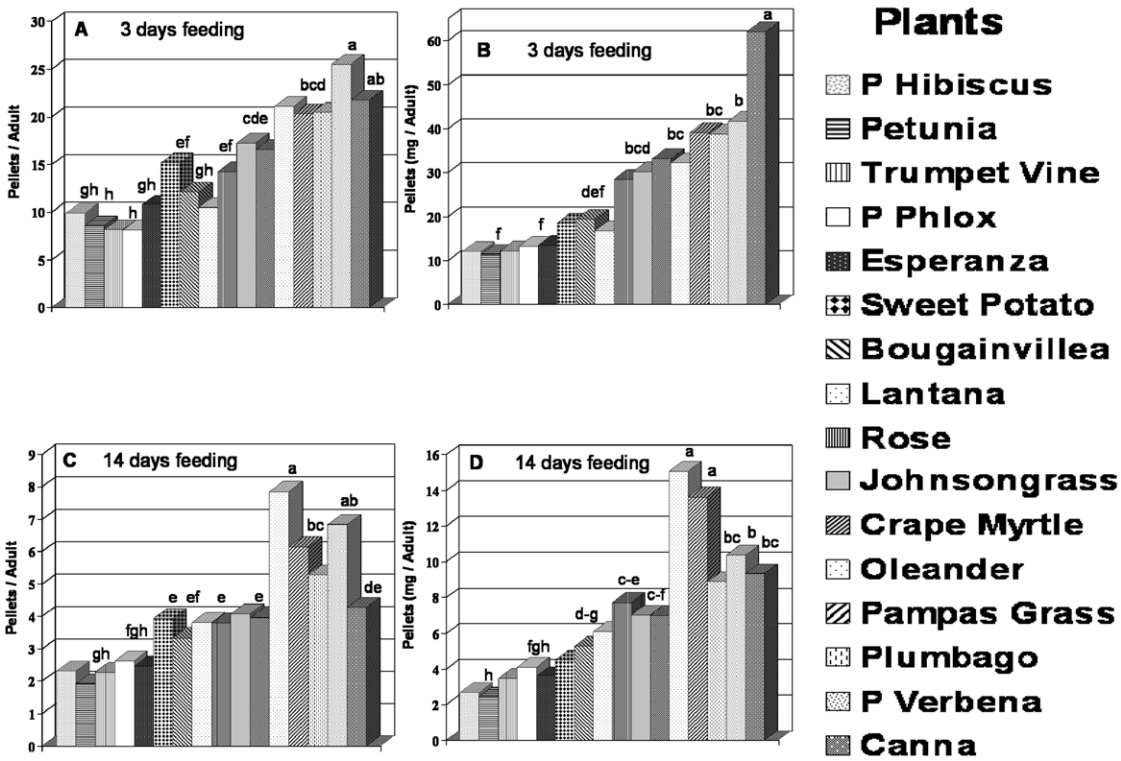 A 3 days feeding
Pellets / Adult
30
25
20
15
10
5
0
gh h h gh ef gh ef cde bcd a ab
B 3 days feeding
Pellets (mg / Adult)
60
50
40
30
20
10
0
f f def bcd bc bc b a
C 14 days feeding
Pellets / Adult
9
8
7
6
5
4
3
2
1
0
gh fgh e ef e e a bc ab de
D 14 days feeding
Pellets (mg / Adult)
16
14
12
10
8
6
4
2
0
h fgh d-g c-e c-f a a bc b bc
Plants
P Hibiscus
Petunia
Trumpet Vine
P Phlox
Esperanza
Sweet Potato
Bougainvillea
Lantana
Rose
Johnsongrass
Crape Myrtle
Oleander
Pampas Grass
Plumbago
P Verbena
Canna